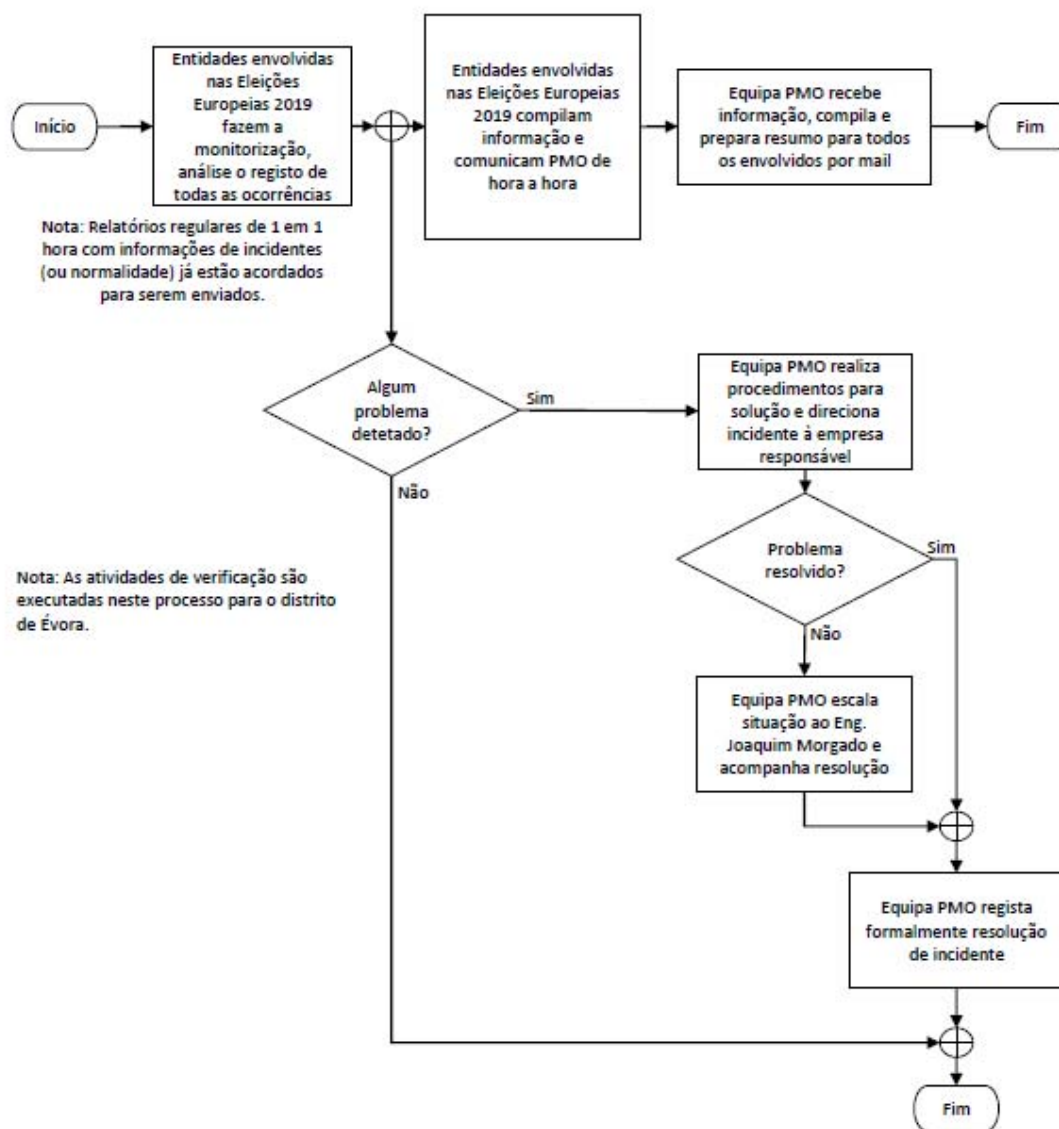 Início
Entidades envolvidas
nas Eleições
Europeias 2019
fazem a
monitorização,
análise o registo de
todas as ocorrências
Entidades envolvidas
nas Eleições Europeias
2019 compilam
informação e
comunicam PMO de
hora a hora
Equipa PMO recebe
informação, compila e
prepara resumo para todos
os envolvidos por mail
Fim
Nota: Relatórios regulares de 1 em 1
hora com informações de incidentes
(ou normalidade) já estão acordados
para serem enviados.
Algum
problema
detetado?
Sim
Não
Equipa PMO realiza
procedimentos para
solução e direciona
incidente à empresa
responsável
Problema
resolvido?
Sim
Não
Nota: As atividades de verificação são
executadas neste processo para o distrito
de Évora.
Equipa PMO escala
situação ao Eng.
Joaquim Morgado e
acompanha resolução
Equipa PMO regista
formalmente resolução
de incidente
Fim